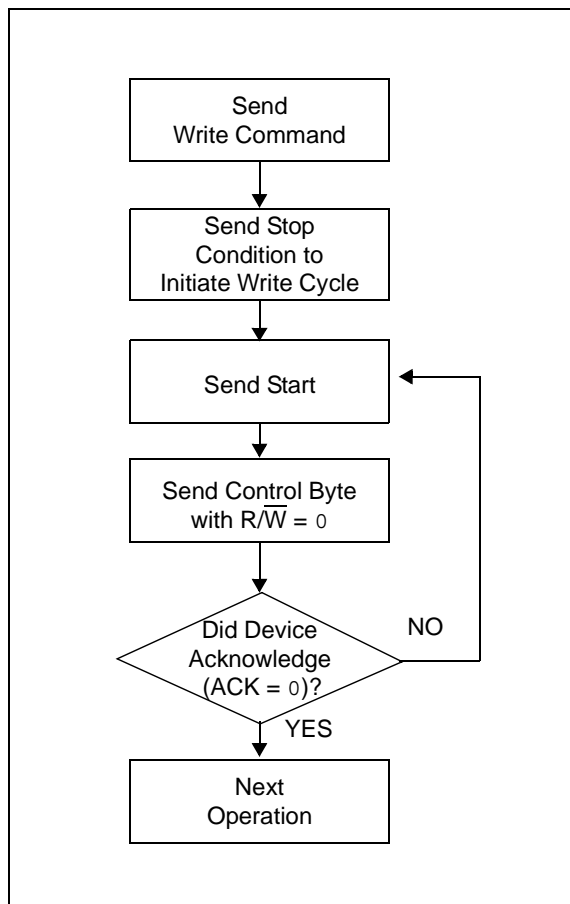 Send
Write Command
Send Stop
Condition to
Initiate Write Cycle
Send Start
Send Control Byte
with R/W̅ = 0
Did Device
Acknowledge
(ACK = 0)?
NO
YES
Next
Operation